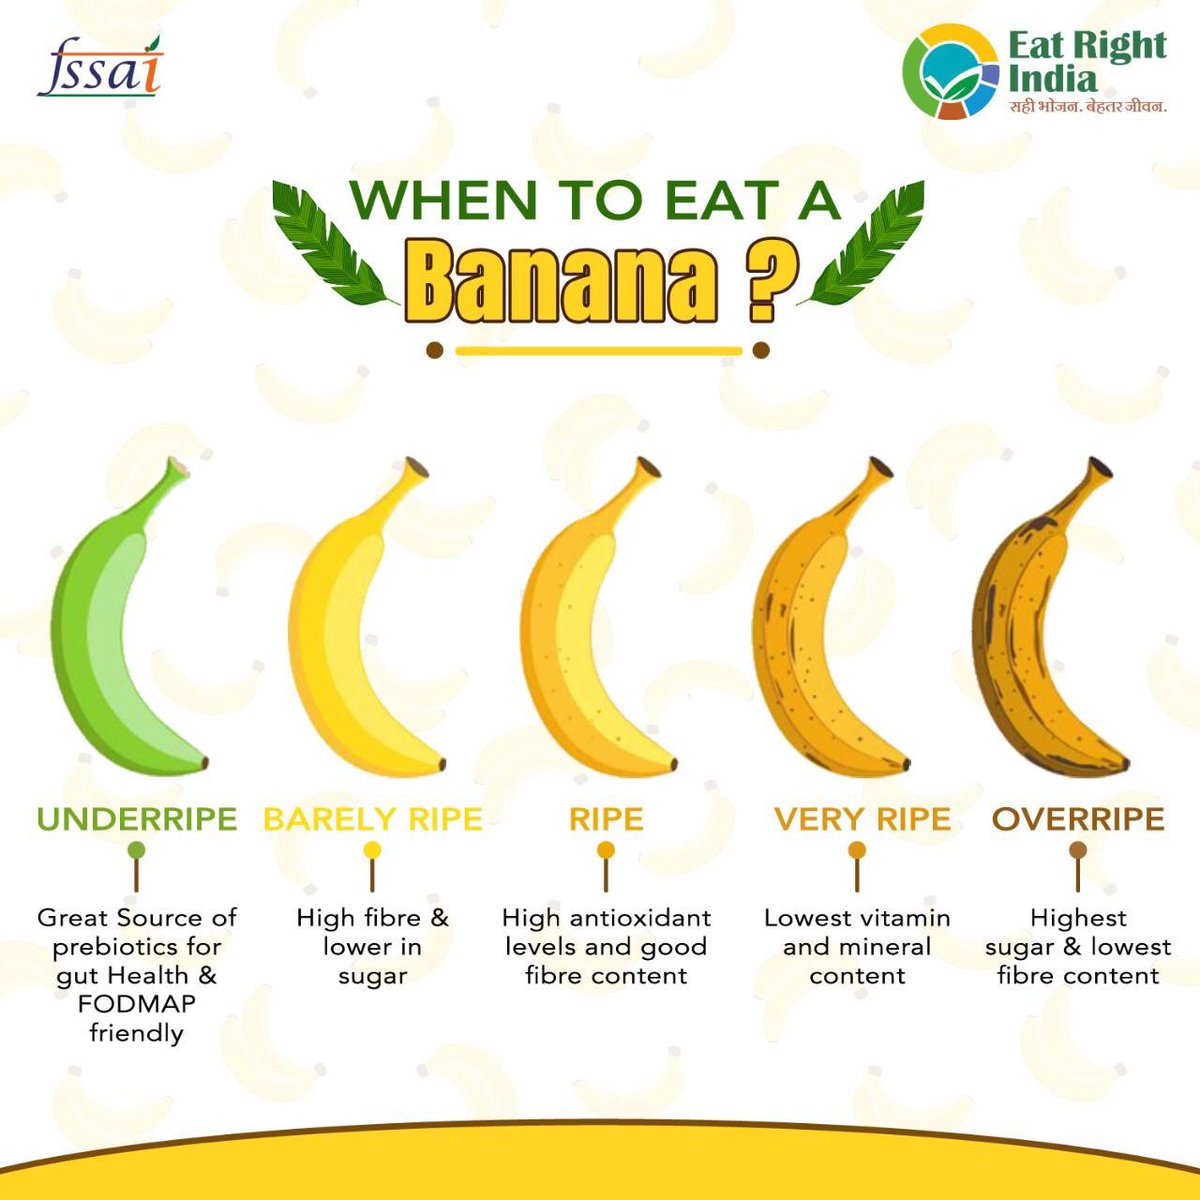 fssai
Eat Right
India
सही भोजन. बेहतर जीवन.
WHEN TO EAT A
Banana ?
UNDERRIPE
Great Source of
prebiotics for
gut Health &
FODMAP
friendly
BARELY RIPE
High fibre &
lower in
sugar
RIPE
High antioxidant
levels and good
fibre content
VERY RIPE
Lowest vitamin
and mineral
content
OVERRIPE
Highest
sugar & lowest
fibre content